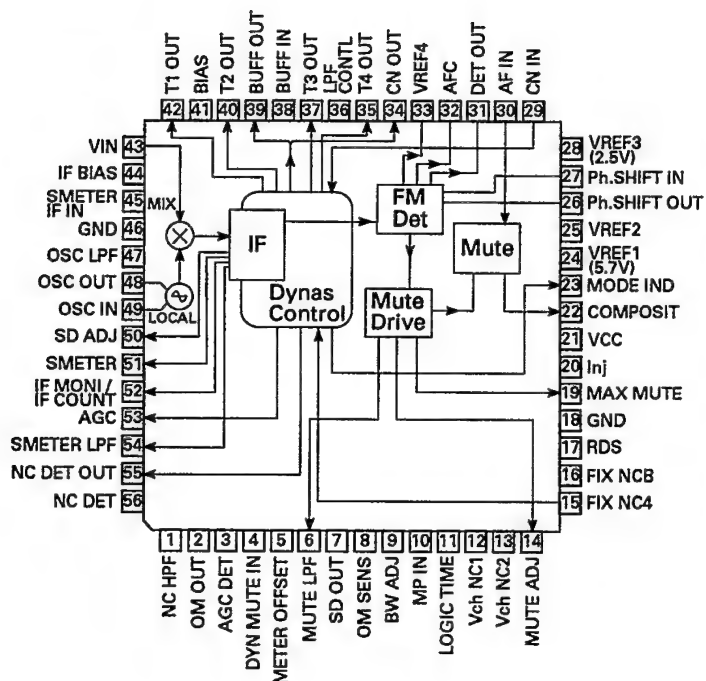 T1 OUT
BIAS
T2 OUT
BUFF OUT
BUFF IN
T3 OUT
LPF
CONTL
T4 OUT
CN OUT
VREF4
AFC
DET OUT
AF IN
CN IN
42 41 40 39 38 37 36 35 34 33 32 31 30 29
VIN 43
IF BIAS 44
SMETER
IF IN 45
GND 46
OSC LPF 47
OSC OUT 48
OSC IN 49
SD ADJ 50
SMETER 51
IF MONI /
IF COUNT 52
AGC 53
SMETER LPF 54
NC DET OUT 55
NC DET 56
MIX
LOCAL
IF
Dynas
Control
FM
Det
Mute
Mute
Drive
28 VREF3
(2.5V)
27 Ph.SHIFT IN
26 Ph.SHIFT OUT
25 VREF2
24 VREF1
(5.7V)
23 MODE IND
22 COMPOSIT
21 VCC
20 Inj
19 MAX MUTE
18 GND
17 RDS
16 FIX NCB
15 FIX NC4
1 2 3 4 5 6 7 8 9 10 11 12 13 14
NC HPF
OM OUT
AGC DET
DYN MUTE IN
METER OFFSET
MUTE LPF
SD OUT
OM SENS
BW ADJ
MP IN
LOGIC TIME
Vch NC1
Vch NC2
MUTE ADJ